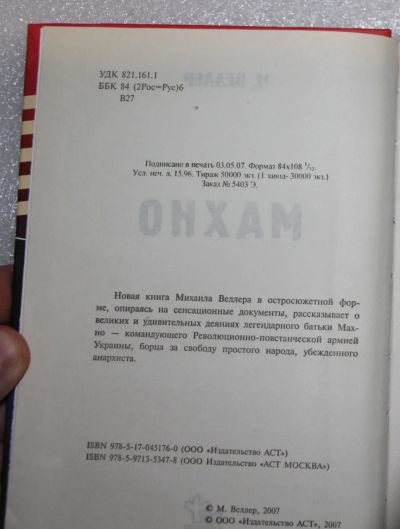 УДК 821.161.1
ББК 84 (2Рос=Рус)6
В27
М. ВЕЛЛЕР
Подписано в печать 03.05.07. Формат 84х108 1/32.
Усл. печ. л. 15.96. Тираж 50000 экз. (1 завод- 30000 экз.)
Заказ № 5403 Э.
МАХНО
Новая книга Михаила Веллера в остросюжетной фор-
ме, опираясь на сенсационные документы, рассказывает о
великих и удивительных деяниях легендарного батьки Мах-
но — командующего Революционно-повстанческой армией
Украины, борца за свободу простого народа, убежденного
анархиста.
ISBN 978-5-17-045176-0 (ООО «Издательство АСТ»)
ISBN 978-5-9713-5347-8 (ООО Издательство «АСТ МОСКВА»)
© М. Веллер, 2007
© ООО «Издательство АСТ», 2007